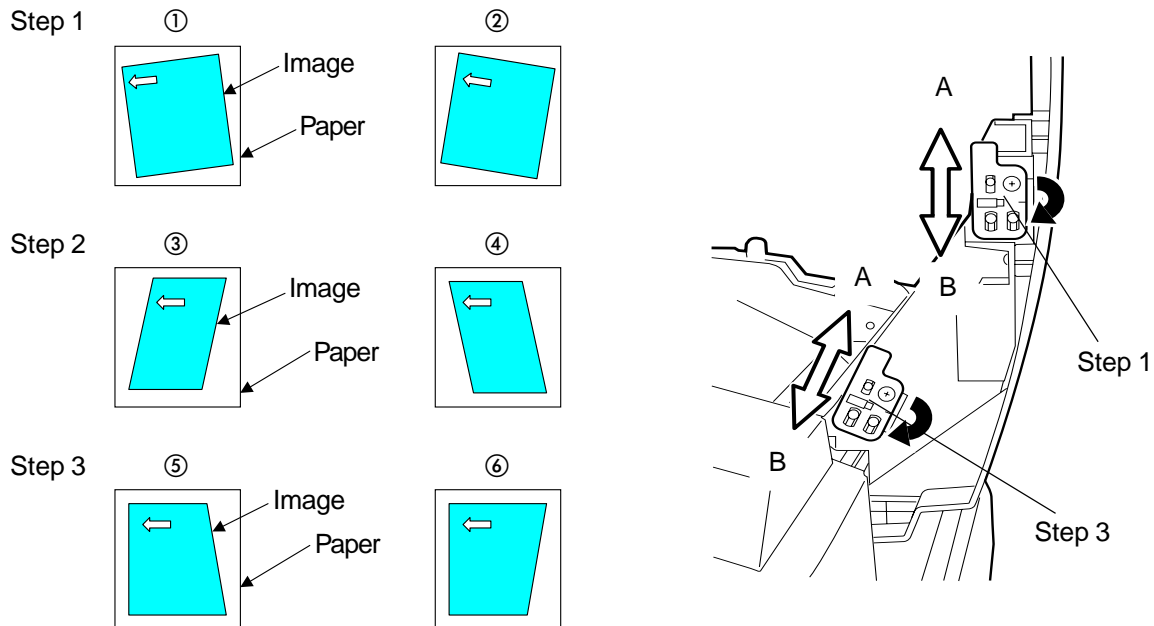 Step 1
① ②
Image
Paper
Step 2
③ ④
Image
Paper
Step 3
⑤ ⑥
Image
Paper
A
B
Step 1
A
B
Step 3